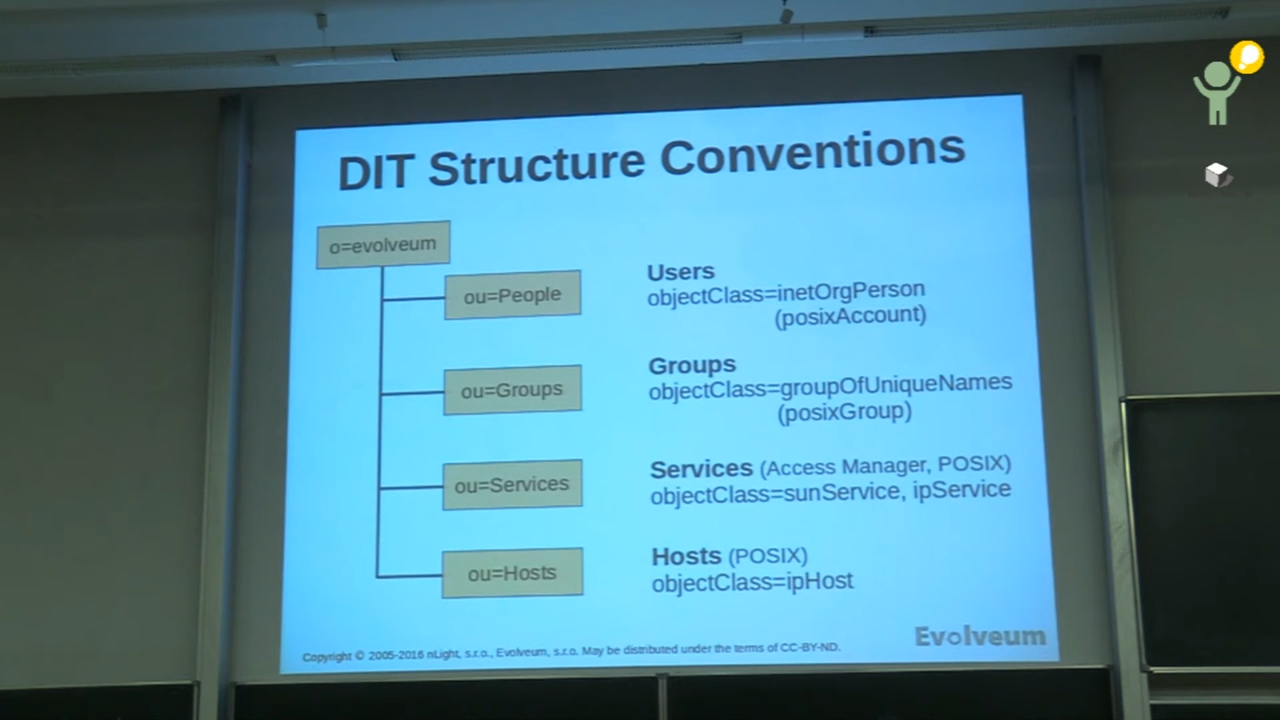 DIT Structure Conventions
o=evolveum
ou=People
Users
objectClass=inetOrgPerson
(posixAccount)
ou=Groups
Groups
objectClass=groupOfUniqueNames
(posixGroup)
ou=Services
Services (Access Manager, POSIX)
objectClass=sunService, ipService
ou=Hosts
Hosts (POSIX)
objectClass=ipHost
Evolveum
Copyright © 2005-2016 nLight, s.r.o., Evolveum, s.r.o. May be distributed under the terms of CC-BY-ND.